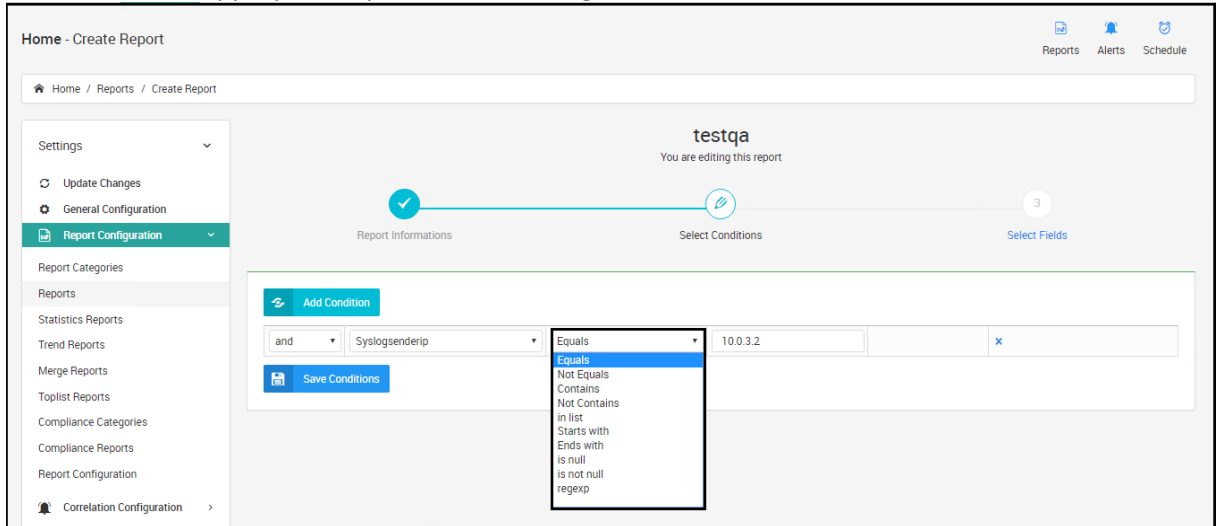 Home - Create Report
Reports Alerts Schedule
Home / Reports / Create Report
Settings
Update Changes
General Configuration
Report Configuration
Report Categories
Reports
Statistics Reports
Trend Reports
Merge Reports
Toplist Reports
Compliance Categories
Compliance Reports
Report Configuration
Correlation Configuration
testqa
You are editing this report
3
Report Informations Select Conditions Select Fields
Add Condition
and Syslogsenderip Equals 10.0.3.2 x
Equals
Not Equals
Contains
Not Contains
in list
Starts with
Ends with
is null
is not null
regexp
Save Conditions